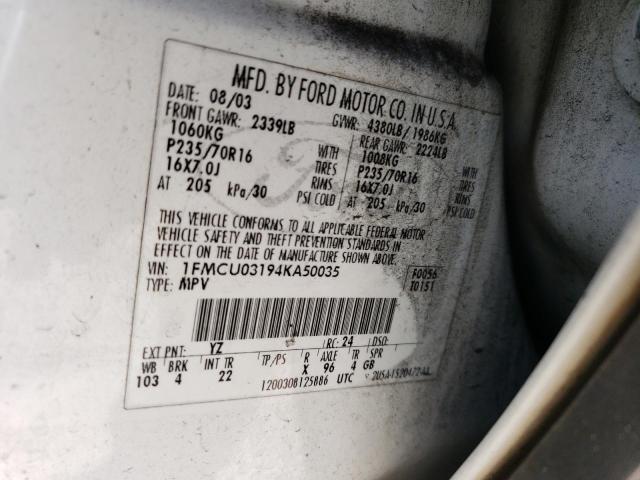 MFD. BY FORD MOTOR CO. IN U.S.A.
DATE: 08/03 GVWR: 4380LB/1986KG
FRONT GAWR: 2339LB REAR GAWR: 2224LB
1060KG WITH 1008KG WITH
P235/70R16 TIRES P235/70R16 TIRES
16X7.0J RIMS 16X7.0J RIMS
AT 205 kPa/30 PSI COLD AT 205 kPa/30 PSI COLD
THIS VEHICLE CONFORMS TO ALL APPLICABLE FEDERAL MOTOR
VEHICLE SAFETY AND THEFT PREVENTION STANDARDS IN
EFFECT ON THE DATE OF MANUFACTURE SHOWN ABOVE.
VIN: 1FMCU03194KA50035 F0056
TYPE: MPV T0151
EXT PNT: YZ RC: 24 DSO:
WB BRK INT TR TP/PS R AXLE TR SPR
103 4 22 X 96 4 GB
120030B125886 UTC